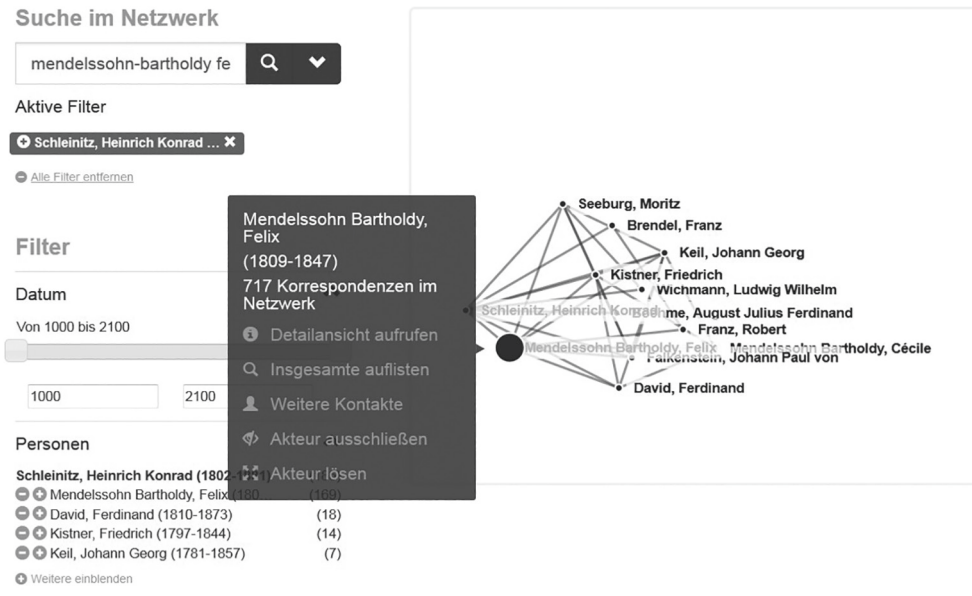 Suche im Netzwerk
mendelssohn-bartholdy fe
Aktive Filter
Schleinitz, Heinrich Konrad ...
Alle Filter entfernen
Filter
Datum
Von 1000 bis 2100
1000
2100
Personen
Schleinitz, Heinrich Konrad (1802-
Mendelssohn Bartholdy, Felix (180... (169)
David, Ferdinand (1810-1873) (18)
Kistner, Friedrich (1797-1844) (14)
Keil, Johann Georg (1781-1857) (7)
Weitere einblenden
Mendelssohn Bartholdy,
Felix
(1809-1847)
717 Korrespondenzen im
Netzwerk
Detailansicht aufrufen
Insgesamte auflisten
Weitere Kontakte
Akteur ausschließen
Akteur lösen
Seeburg, Moritz
Brendel, Franz
Keil, Johann Georg
Kistner, Friedrich
Wichmann, Ludwig Wilhelm
Schleinitz, Heinrich Konrad
me, August Julius Ferdinand
Franz, Robert
Mendelssohn Bartholdy, Felix
Mendelssohn Bartholdy, Cécile
Falkenstein, Johann Paul von
David, Ferdinand